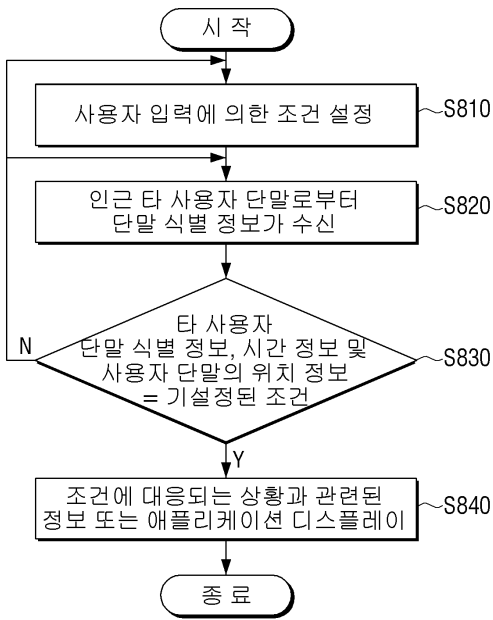 시 작
사용자 입력에 의한 조건 설정
S810
인근 타 사용자 단말로부터
단말 식별 정보가 수신
S820
타 사용자
단말 식별 정보, 시간 정보 및
사용자 단말의 위치 정보
= 기설정된 조건
S830
N
Y
조건에 대응되는 상황과 관련된
정보 또는 애플리케이션 디스플레이
S840
종 료